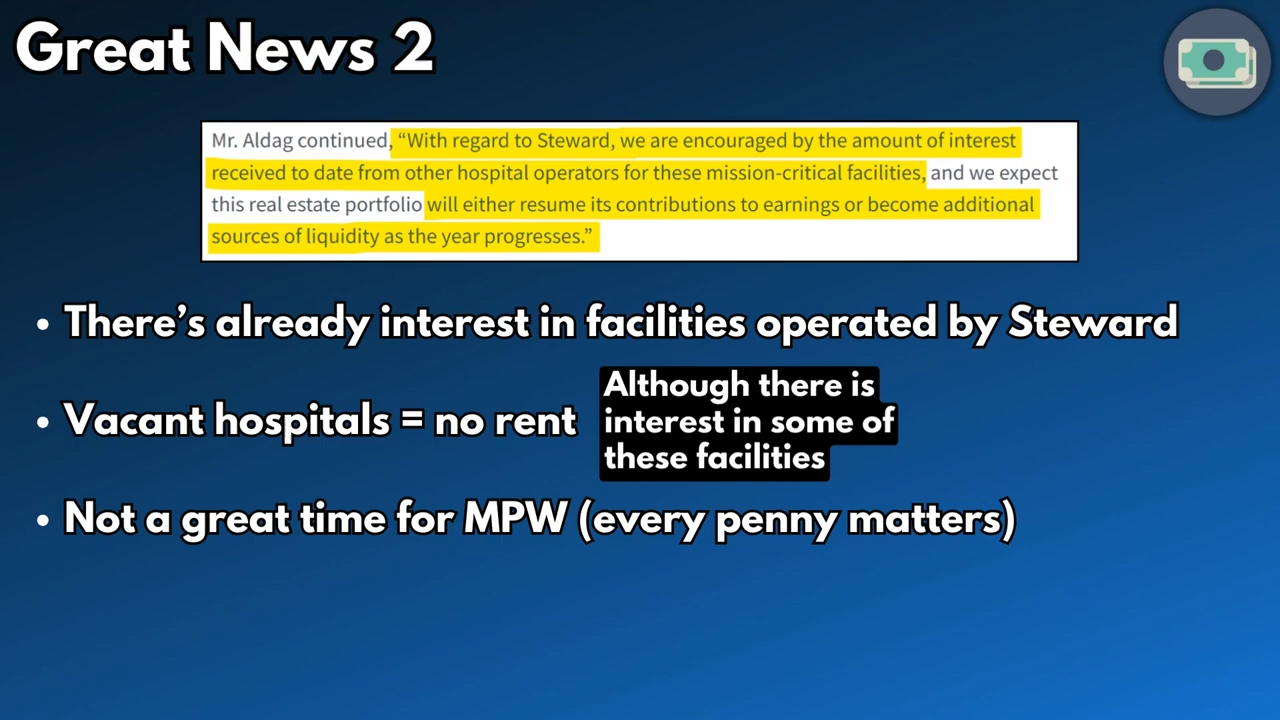 Great News 2
Mr. Aldag continued, “With regard to Steward, we are encouraged by the amount of interest
received to date from other hospital operators for these mission-critical facilities, and we expect
this real estate portfolio will either resume its contributions to earnings or become additional
sources of liquidity as the year progresses.”
• There’s already interest in facilities operated by Steward
• Vacant hospitals = no rent
Although there is
interest in some of
these facilities
• Not a great time for MPW (every penny matters)